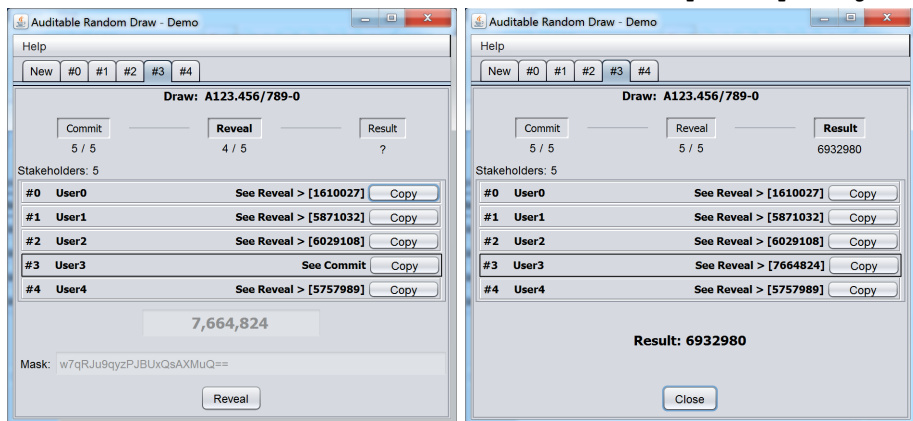 Auditable Random Draw - Demo
Help
New #0 #1 #2 #3 #4
Draw: A123.456/789-0
Commit Reveal Result
5 / 5 4 / 5 ?
Stakeholders: 5
#0 User0 See Reveal > [1610027] Copy
#1 User1 See Reveal > [5871032] Copy
#2 User2 See Reveal > [6029108] Copy
#3 User3 See Commit Copy
#4 User4 See Reveal > [5757989] Copy
7,664,824
Mask: w7qRJu9qyzPJBUxQsAXMuQ==
Reveal
Auditable Random Draw - Demo
Help
New #0 #1 #2 #3 #4
Draw: A123.456/789-0
Commit Reveal Result
5 / 5 5 / 5 6932980
Stakeholders: 5
#0 User0 See Reveal > [1610027] Copy
#1 User1 See Reveal > [5871032] Copy
#2 User2 See Reveal > [6029108] Copy
#3 User3 See Reveal > [7664824] Copy
#4 User4 See Reveal > [5757989] Copy
Result: 6932980
Close